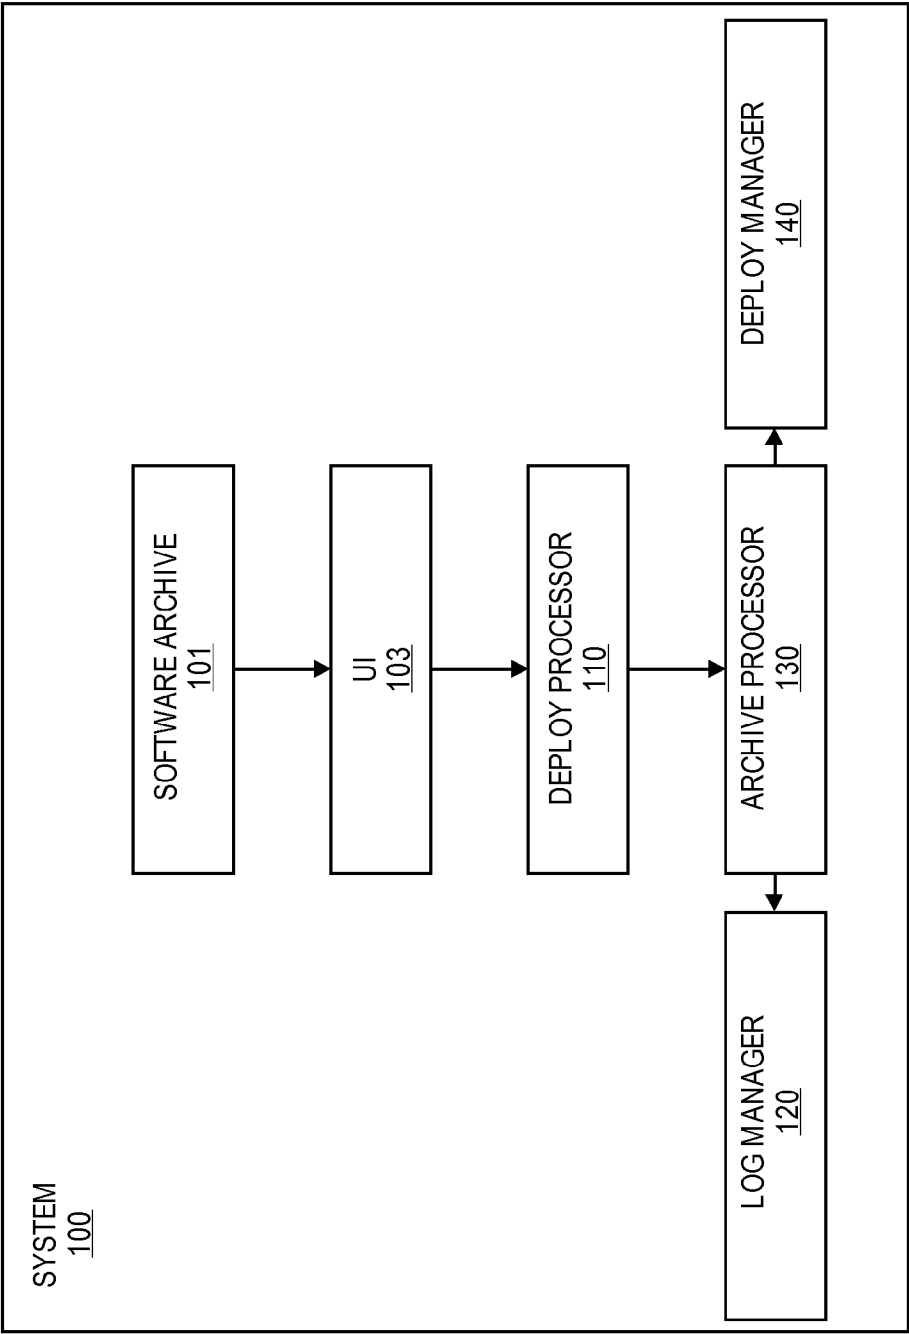 SYSTEM
100
SOFTWARE ARCHIVE
101
UI
103
DEPLOY PROCESSOR
110
LOG MANAGER
120
ARCHIVE PROCESSOR
130
DEPLOY MANAGER
140